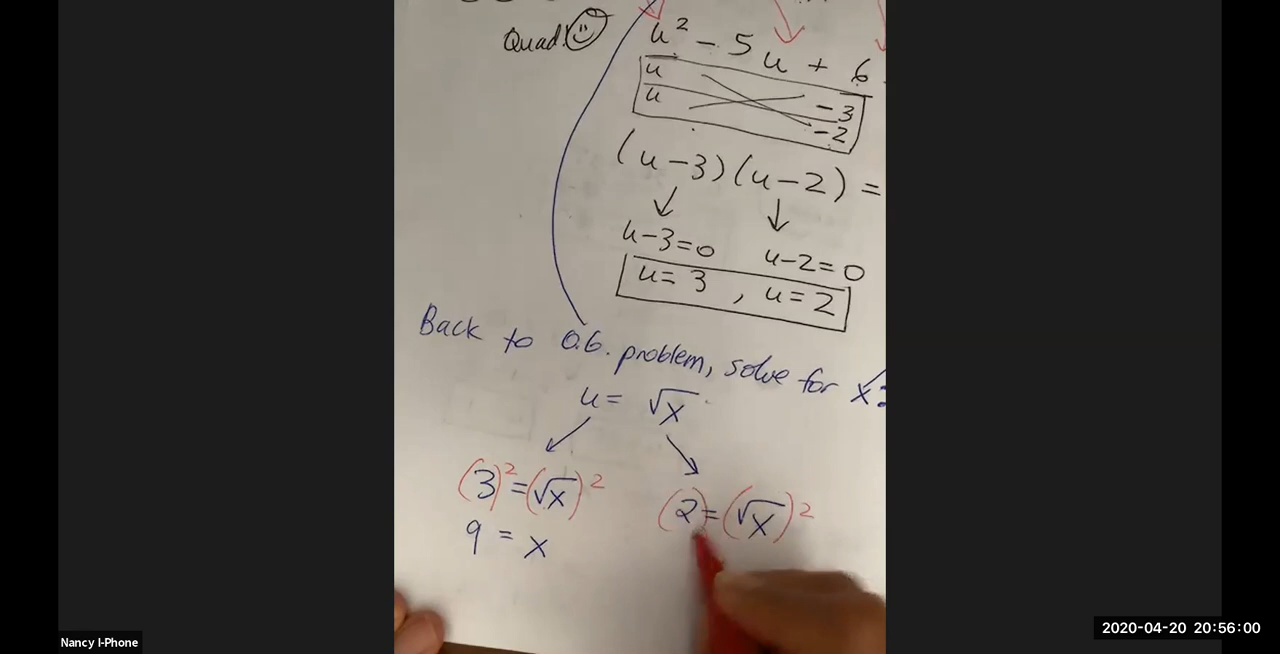 Quad!
u² - 5u + 6
u
u
-3
-2
(u-3)(u-2) =
u-3=0 u-2=0
u=3 , u=2
Back to O.G. problem, solve for x:
u= √x
(3)²=(√x)² (2)=(√x)²
9 = x
Nancy I-Phone
2020-04-20 20:56:00